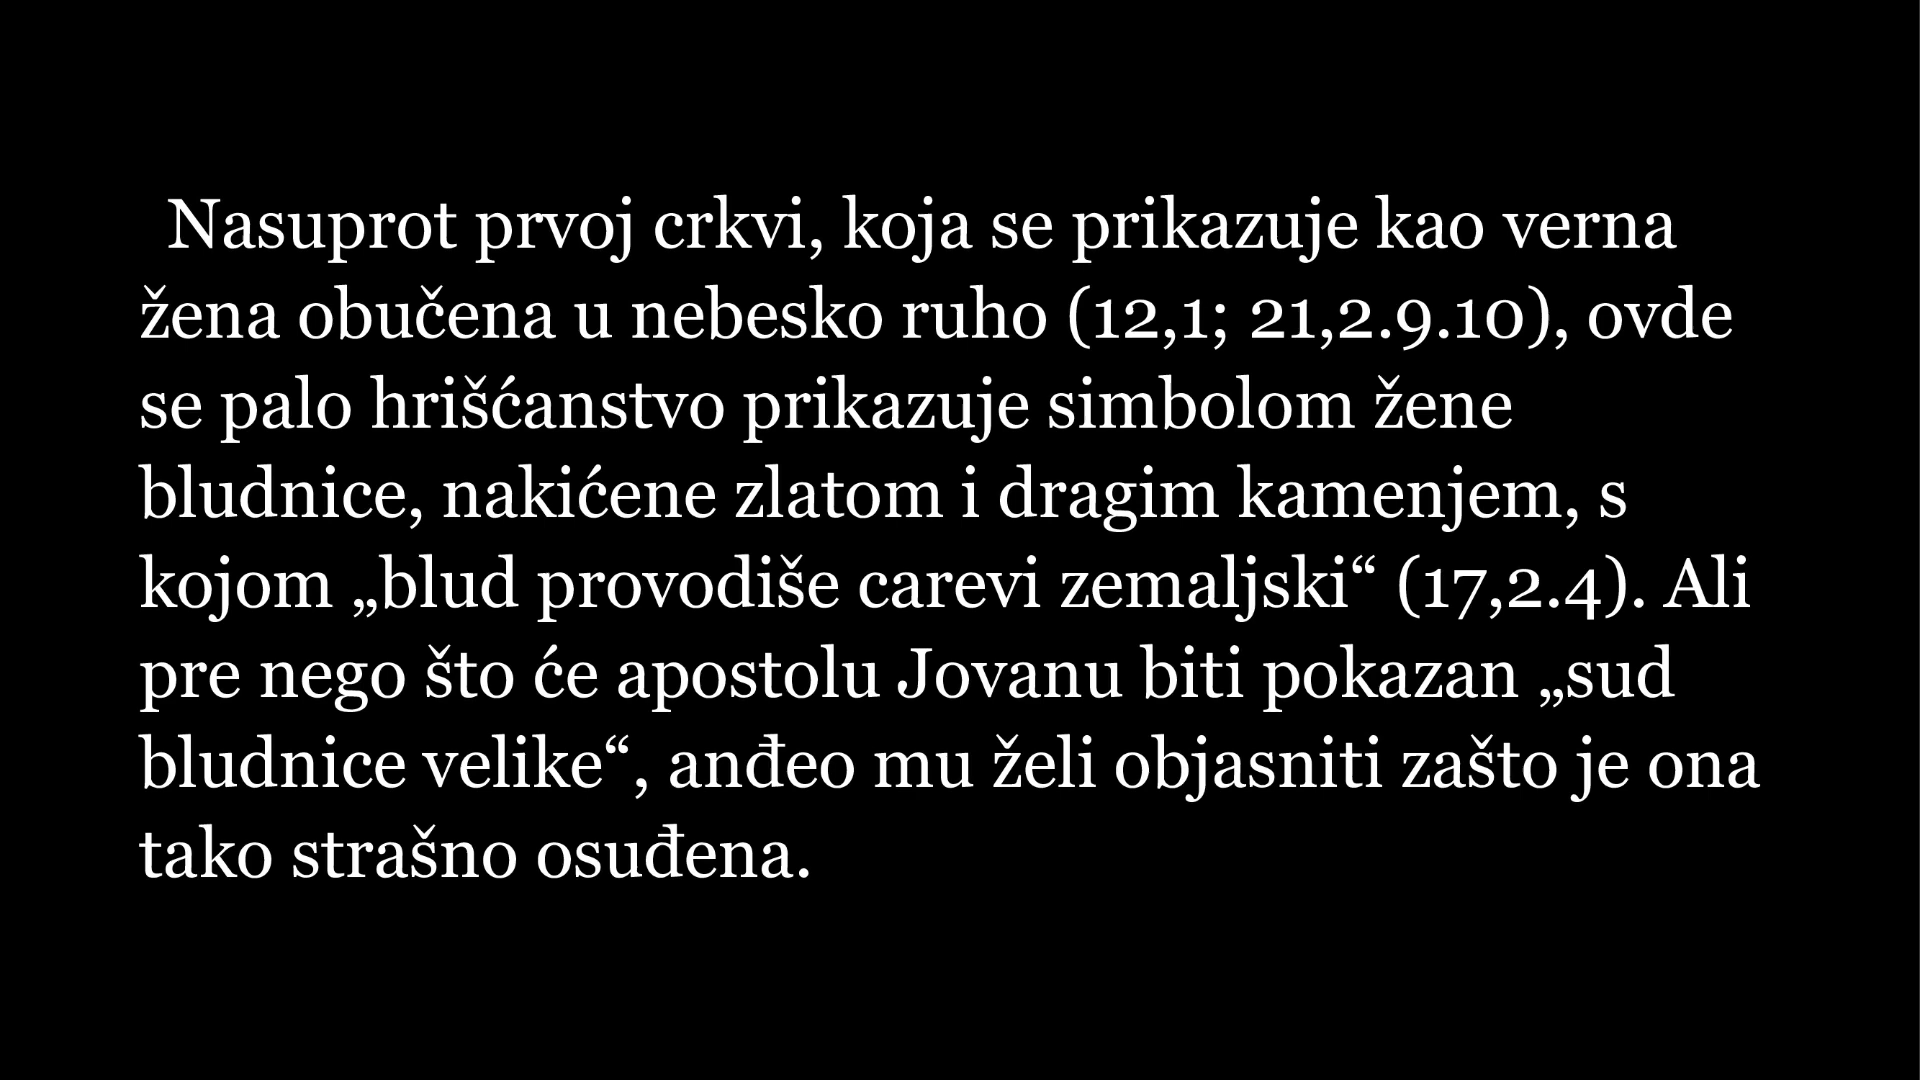 Nasuprot prvoj crkvi, koja se prikazuje kao verna
žena obučena u nebesko ruho (12,1; 21,2.9.10), ovde
se palo hrišćanstvo prikazuje simbolom žene
bludnice, nakićene zlatom i dragim kamenjem, s
kojom „blud provodiše carevi zemaljski“ (17,2.4). Ali
pre nego što će apostolu Jovanu biti pokazan „sud
bludnice velike“, anđeo mu želi objasniti zašto je ona
tako strašno osuđena.